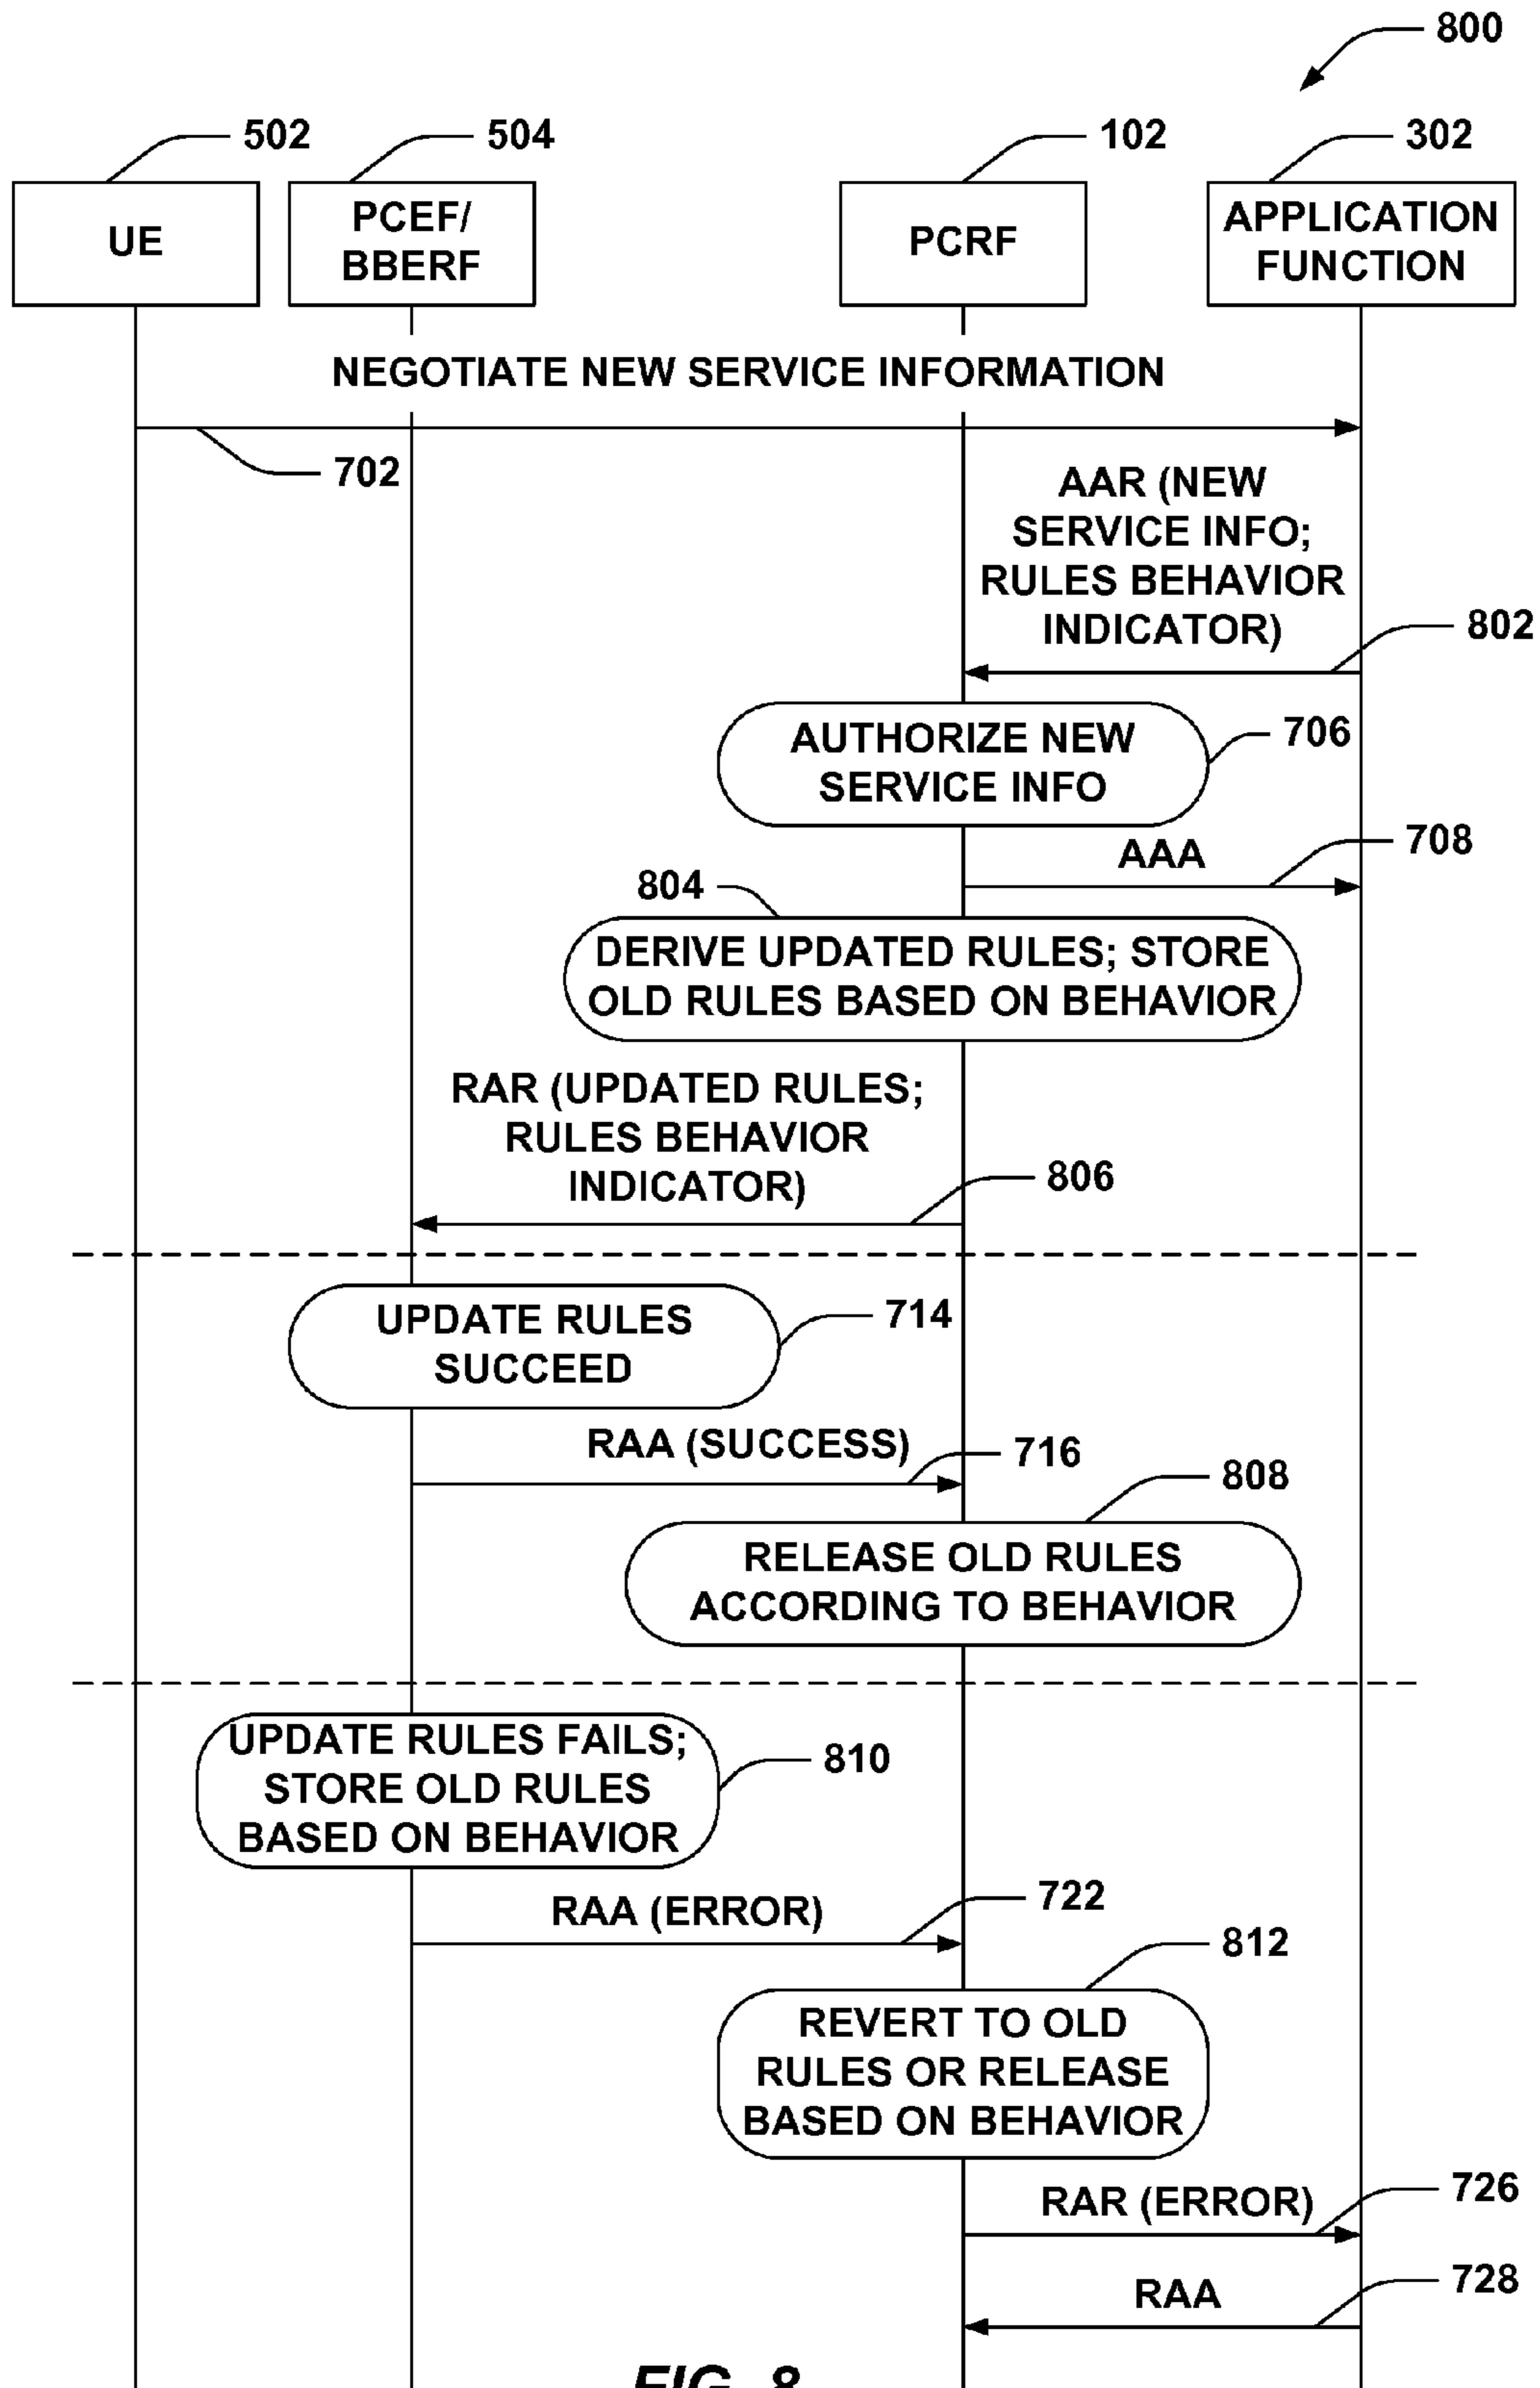 800
502
504
102
302
UE
PCEF/
BBERF
PCRF
APPLICATION
FUNCTION
NEGOTIATE NEW SERVICE INFORMATION
702
AAR (NEW
SERVICE INFO;
RULES BEHAVIOR
INDICATOR)
802
AUTHORIZE NEW
SERVICE INFO
706
AAA
708
804
DERIVE UPDATED RULES; STORE
OLD RULES BASED ON BEHAVIOR
RAR (UPDATED RULES;
RULES BEHAVIOR
INDICATOR)
806
UPDATE RULES
SUCCEED
714
RAA (SUCCESS)
716
808
RELEASE OLD RULES
ACCORDING TO BEHAVIOR
UPDATE RULES FAILS;
STORE OLD RULES
BASED ON BEHAVIOR
810
RAA (ERROR)
722
812
REVERT TO OLD
RULES OR RELEASE
BASED ON BEHAVIOR
RAR (ERROR)
726
RAA
728
FIG. 8